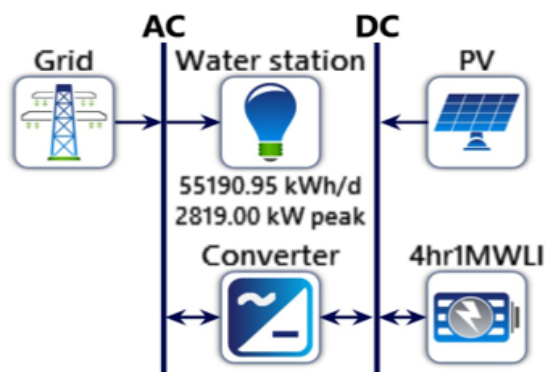 AC DC
Grid Water station PV
55190.95 kWh/d
2819.00 kW peak
Converter 4hr1MWLI